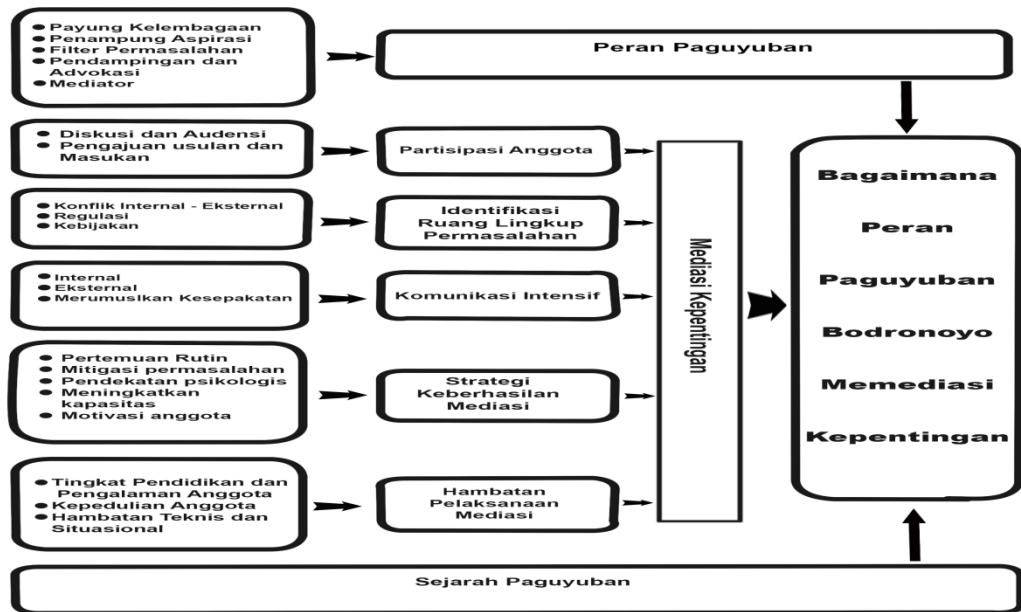 Payung Kelembagaan
Penampung Aspirasi
Filter Permasalahan
Pendampingan dan
Advokasi
Mediator
Peran Paguyuban
Diskusi dan Audensi
Pengajuan usulan dan
Masukan
Partisipasi Anggota
Konflik Internal - Eksternal
Regulasi
Kebijakan
Identifikasi
Ruang Lingkup
Permasalahan
Internal
Eksternal
Merumusikan Kesepakatan
Komunikasi Intensif
Pertemuan Rutin
Mitigasi permasalahan
Pendekatan psikologis
Meningkatkan
kapasitas
Motivasi anggota
Strategi
Keberhasilan
Mediasi
Tingkat Pendidikan dan
Pengalaman Anggota
Kepedulian Anggota
Hambatan Teknis dan
Situasional
Hambatan
Pelaksanaan
Mediasi
Mediasi Kepentingan
Bagaimana
Peran
Paguyuban
Bodronoyo
Memediasi
Kepentingan
Sejarah Paguyuban